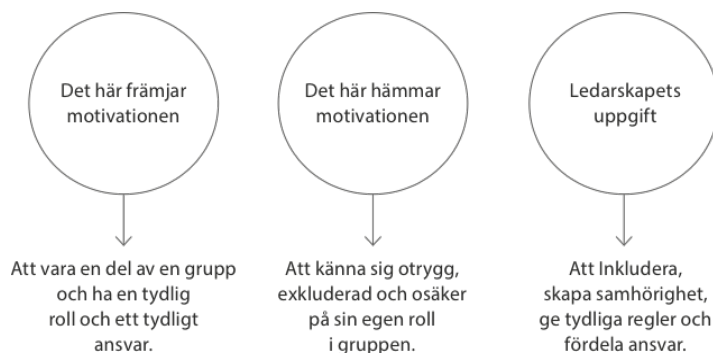 Det här främjar
motivationen
Det här hämmar
motivationen
Ledarskapets
uppgift
Att vara en del av en grupp
och ha en tydlig
roll och ett tydligt
ansvar.
Att känna sig otrygg,
exkluderad och osäker
på sin egen roll
i gruppen.
Att Inkludera,
skapa samhörighet,
ge tydliga regler och
fördela ansvar.